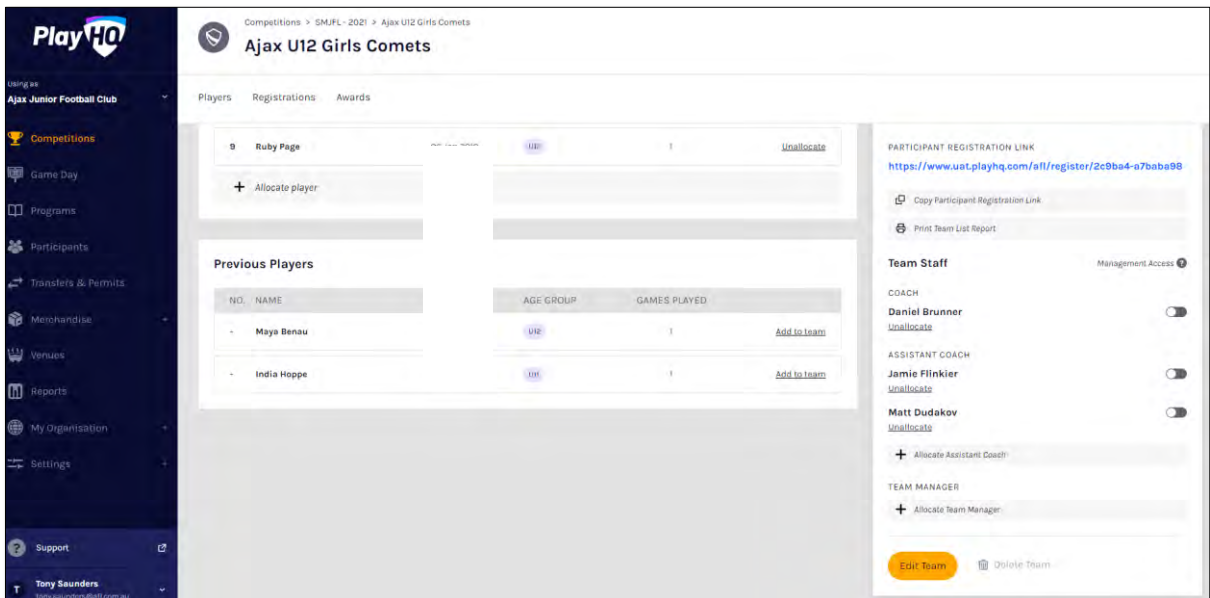 PlayHQ
Using as
Ajax Junior Football Club
Competitions
Game Day
Programs
Participants
Transfers & Permits
Merchandise
Venues
Reports
My Organisation
Settings
Support
T Tony Saunders
Competitions > SMJFL - 2021 > Ajax U12 Girls Comets
Ajax U12 Girls Comets
Players Registrations Awards
9 Ruby Page 1 Unallocate
+ Allocate player
Previous Players
NO. NAME AGE GROUP GAMES PLAYED
- Maya Benau U12 1 Add to team
- India Hoppe 1 Add to team
PARTICIPANT REGISTRATION LINK
https://www.uat.playhq.com/afl/register/2c9ba4-a7baba98
Copy Participant Registration Link
Print Team List Report
Team Staff Management Access ?
COACH
Daniel Brunner
Unallocate
ASSISTANT COACH
Jamie Flinkier
Unallocate
Matt Dudakov
Unallocate
+ Allocate Assistant Coach
TEAM MANAGER
+ Allocate Team Manager
Edit Team Delete Team